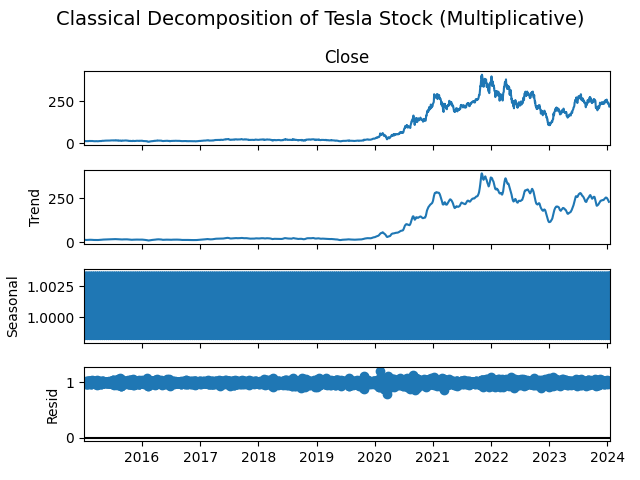 Classical Decomposition of Tesla Stock (Multiplicative)
Close
250
0
Trend
250
0
Seasonal
1.0025
1.0000
Resid
1
0
2016 2017 2018 2019 2020 2021 2022 2023 2024